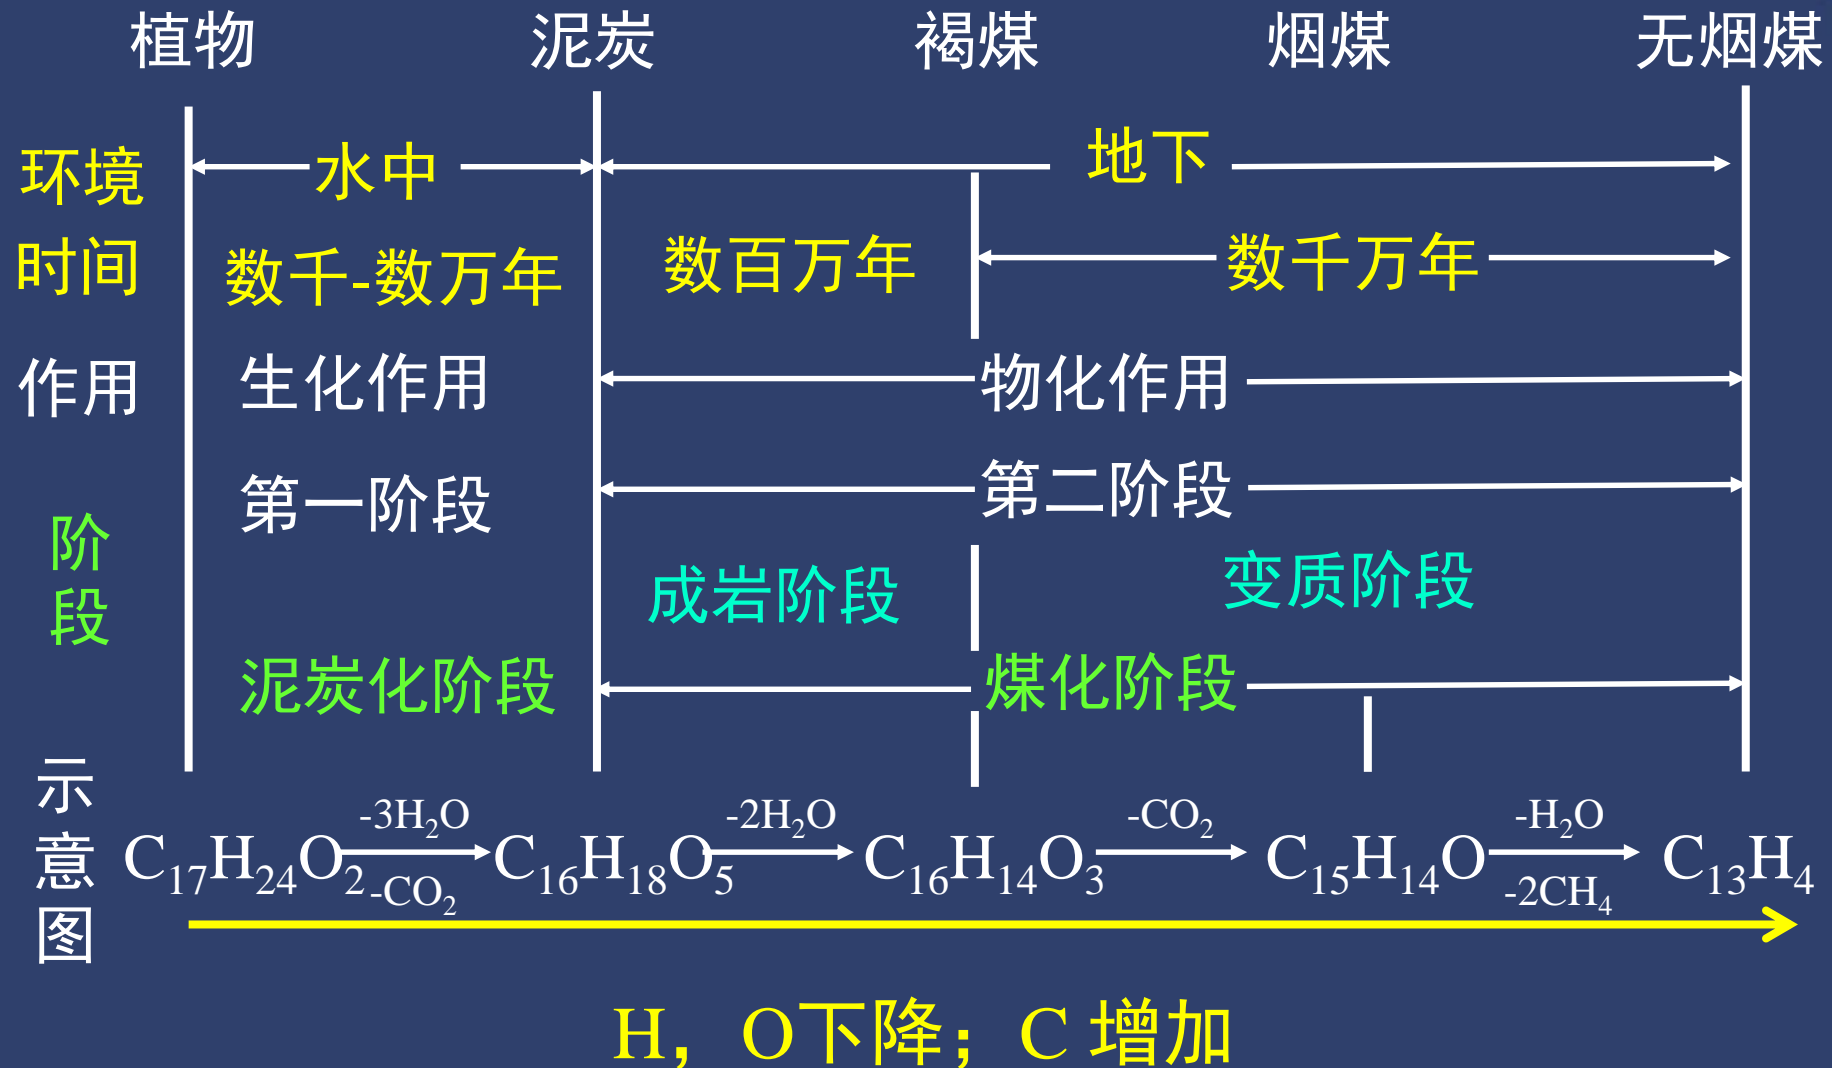 植物 泥炭 褐煤 烟煤 无烟煤
环境 水中 地下
时间 数千-数万年 数百万年 数千万年
作用 生化作用 物化作用
第一阶段 第二阶段
阶段 成岩阶段 变质阶段
泥炭化阶段 煤化阶段
示意图
-3H₂O -2H₂O -CO₂ -H₂O
C₁₇H₂₄O₂ C₁₆H₁₈O₅ C₁₆H₁₄O₃ C₁₅H₁₄O C₁₃H₄
-CO₂ -2CH₄
H，O下降；C 增加